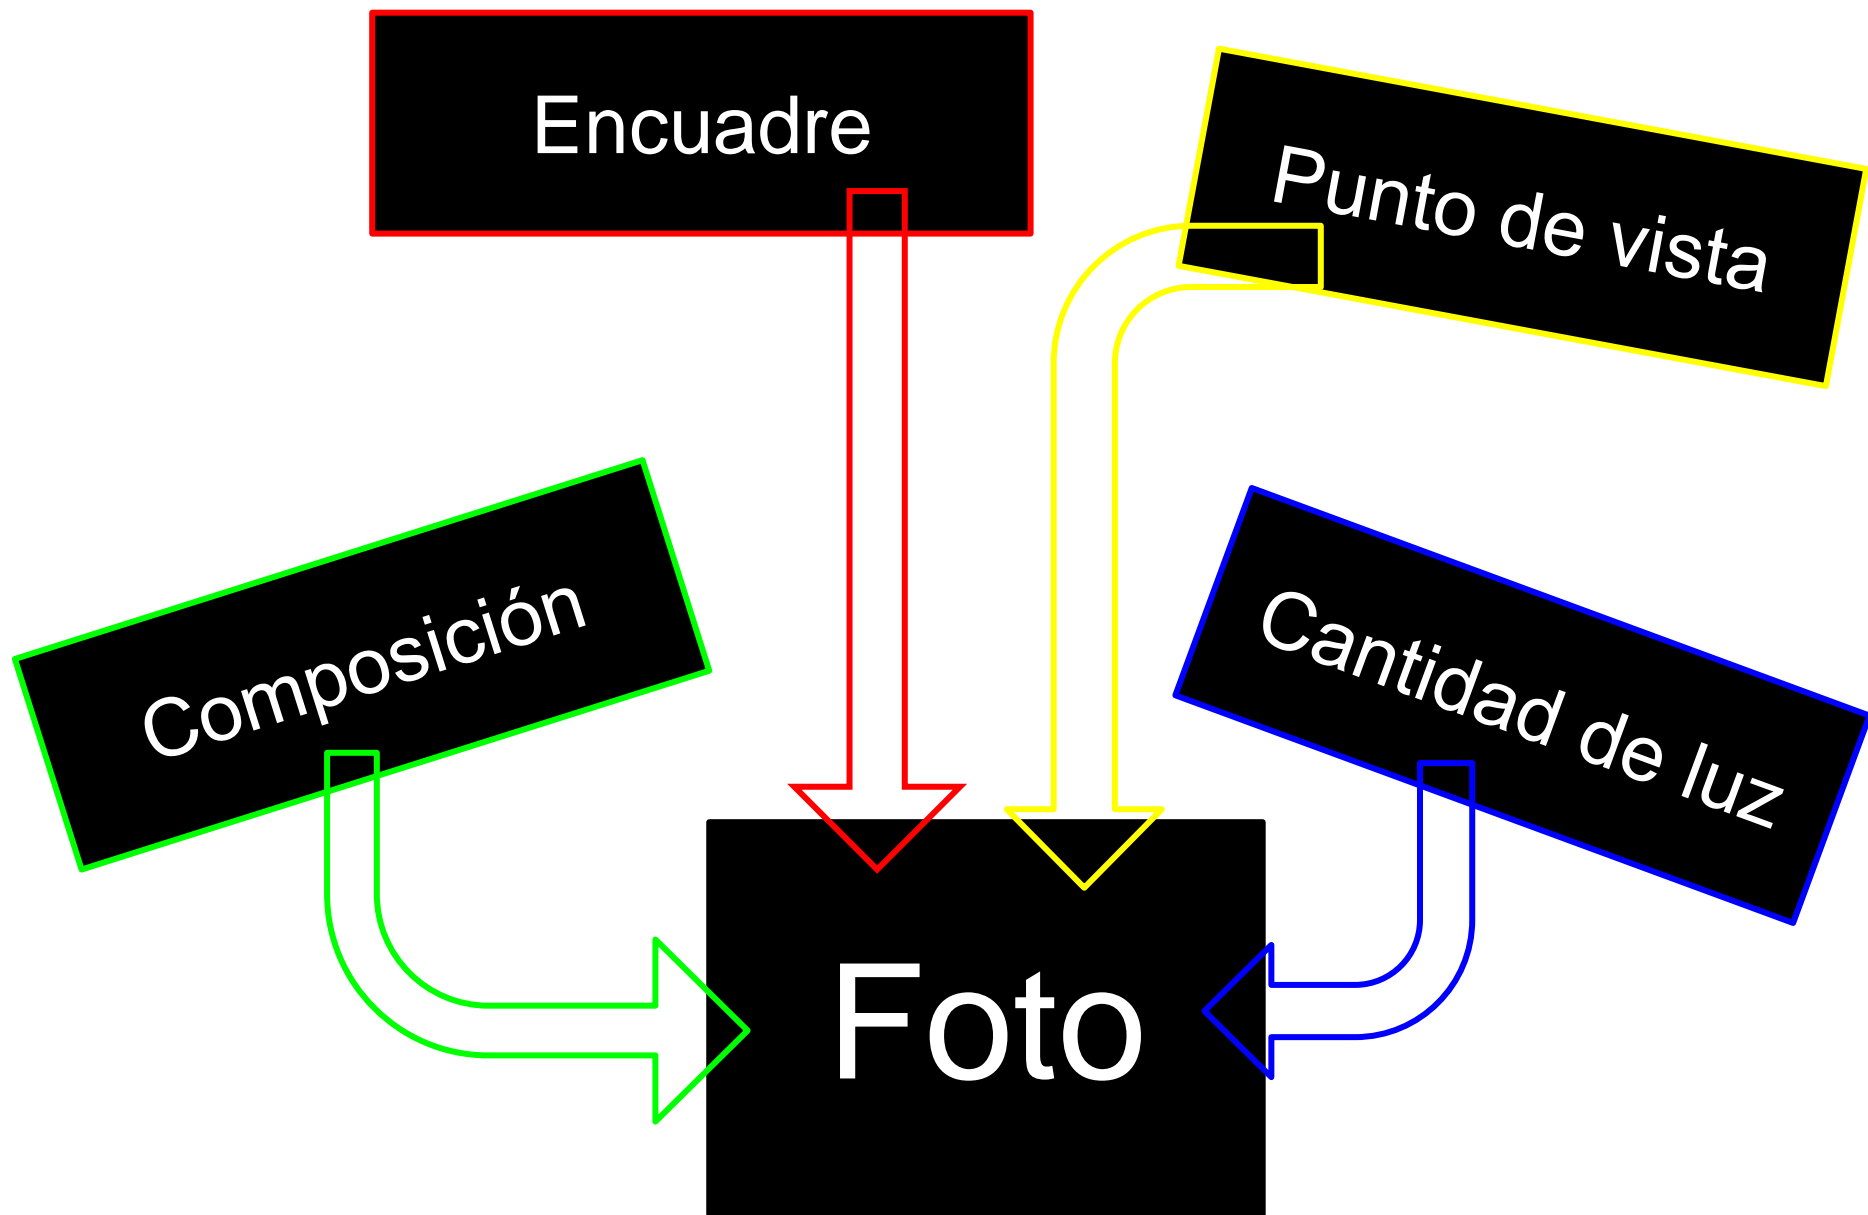 Encuadre
Punto de vista
Composición
Cantidad de luz
Foto